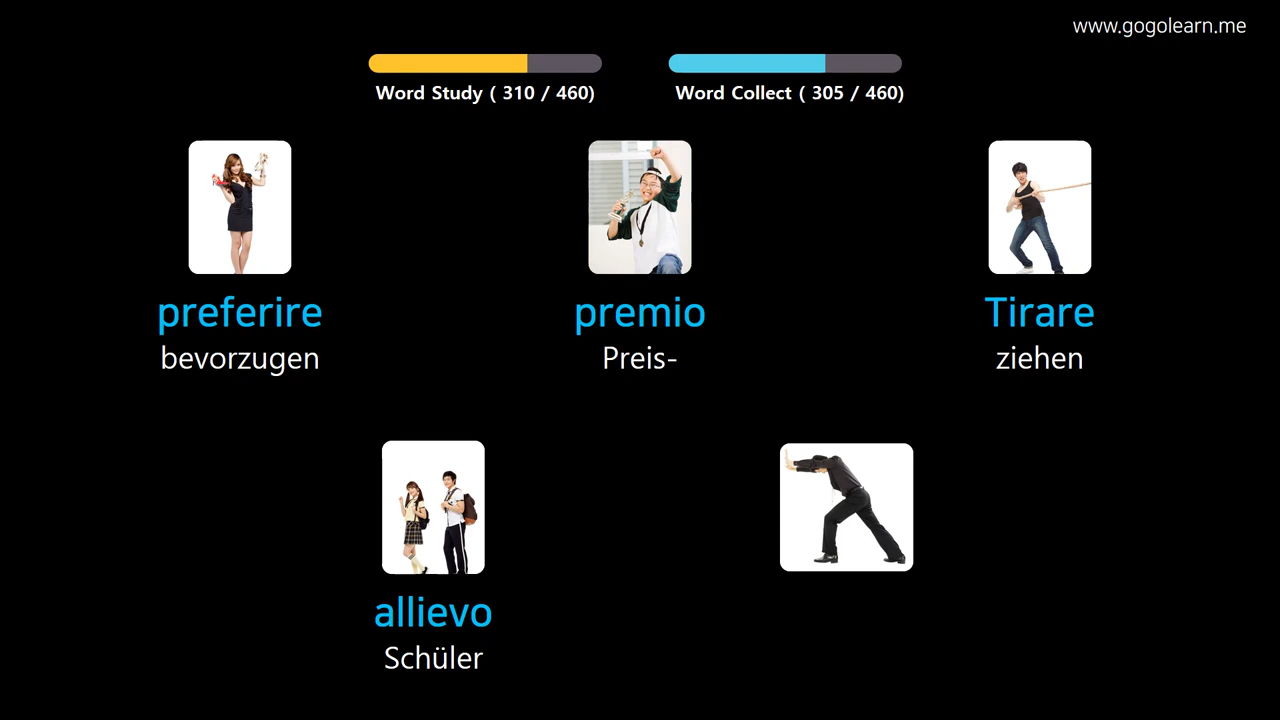 www.gogolearn.me
Word Study ( 310 / 460)
Word Collect ( 305 / 460)
preferire
bevorzugen
premio
Preis-
Tirare
ziehen
allievo
Schüler